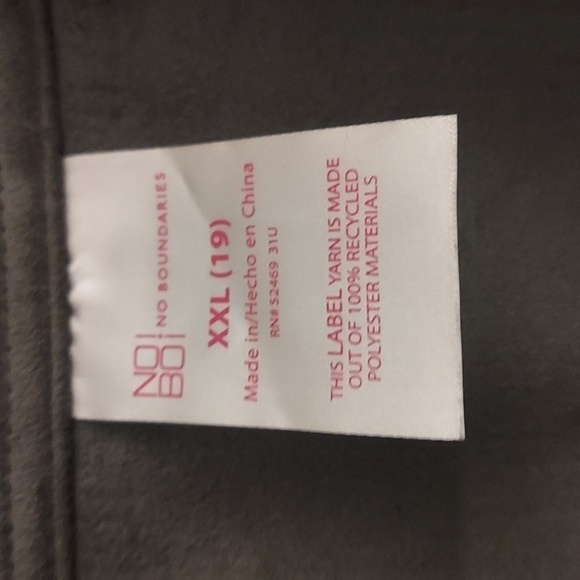 NO
BO
NO BOUNDARIES
XXL (19)
Made in/Hecho en China
RN# 52469 31U
THIS LABEL YARN IS MADE
OUT OF 100% RECYCLED
POLYESTER MATERIALS